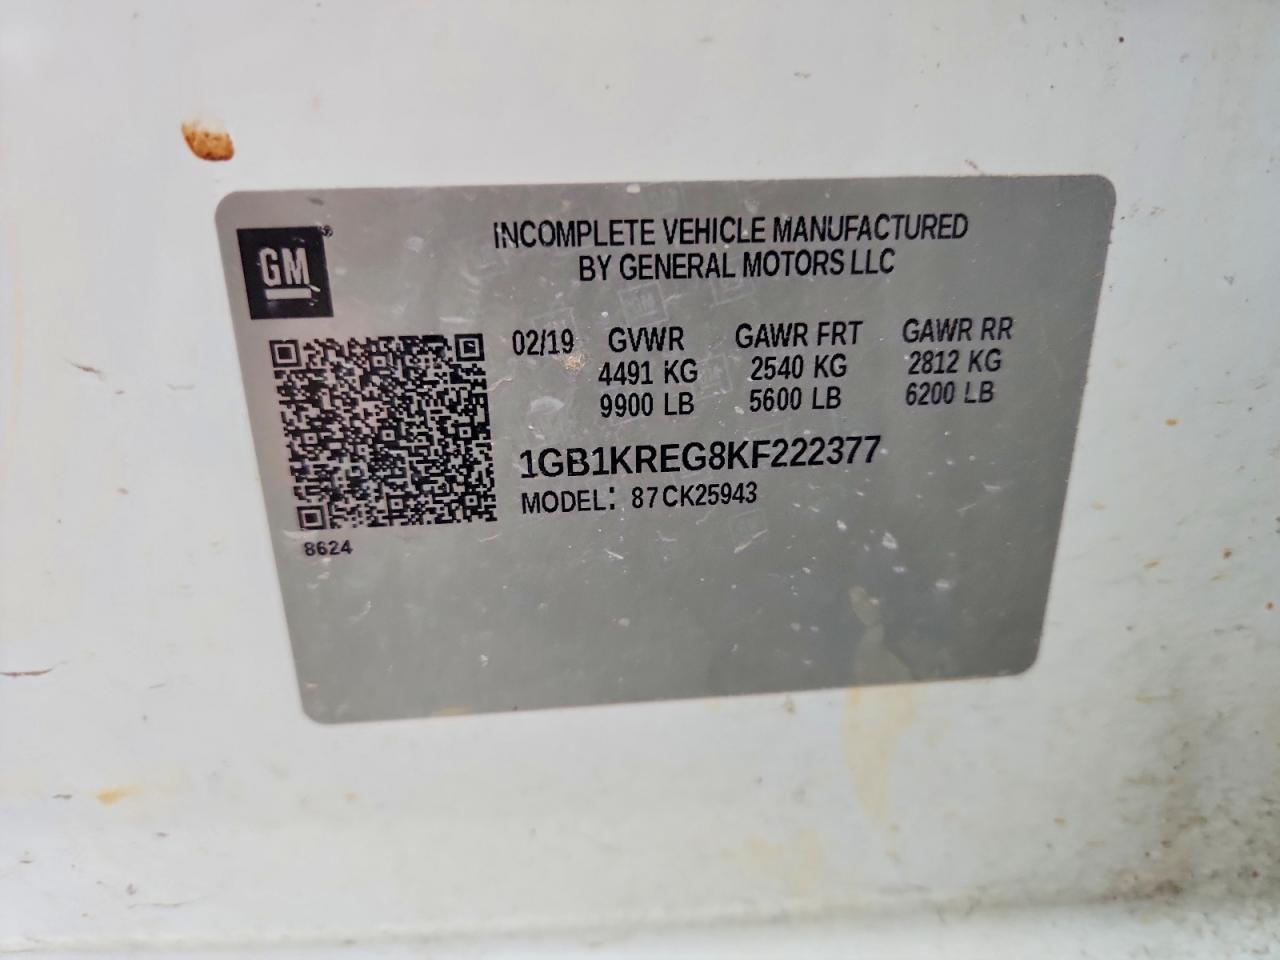 GM
INCOMPLETE VEHICLE MANUFACTURED
BY GENERAL MOTORS LLC
02/19 GVWR GAWR FRT GAWR RR
4491 KG 2540 KG 2812 KG
9900 LB 5600 LB 6200 LB
1GB1KREG8KF222377
MODEL: 87CK25943
8624